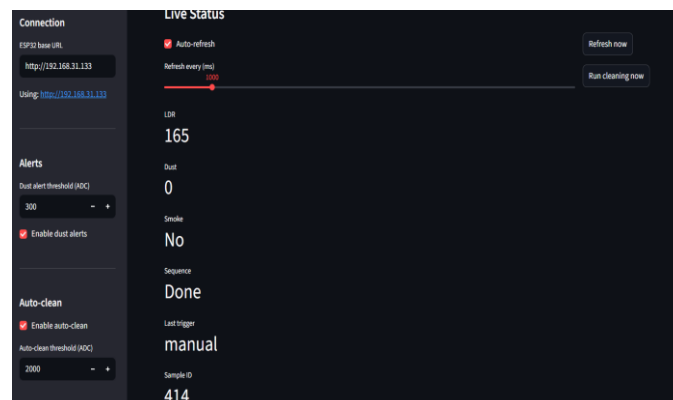 Connection
ESP32 base URL
http://192.168.31.133
Using: http://192.168.31.133
Alerts
Dust alert threshold (ADC)
300 - +
Enable dust alerts
Auto-clean
Enable auto-clean
Auto-clean threshold (ADC)
2000 - +
Live Status
Auto-refresh
Refresh now
Refresh every (ms)
1000
Run cleaning now
LDR
165
Dust
0
Smoke
No
Sequence
Done
Last trigger
manual
Sample ID
414